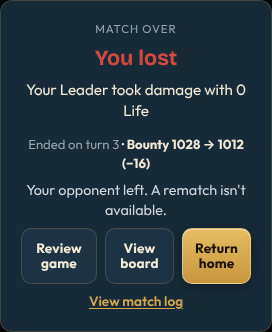 MATCH OVER
You lost
Your Leader took damage with 0
Life
Ended on turn 3 · Bounty 1028 → 1012
(−16)
Your opponent left. A rematch isn't
available.
Review
game
View
board
Return
home
View match log